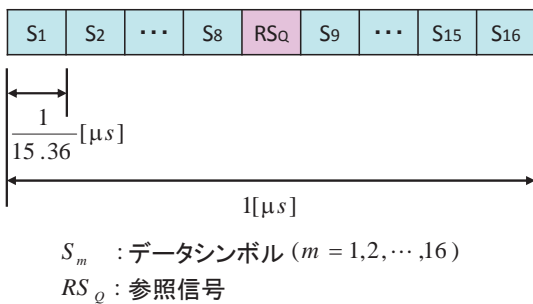 S1 S2 ・・・ S8 RSQ S9 ・・・ S15 S16
1
15.36 [μs]
1[μs]
Sm : データシンボル (m = 1,2,⋯,16)
RSQ : 参照信号